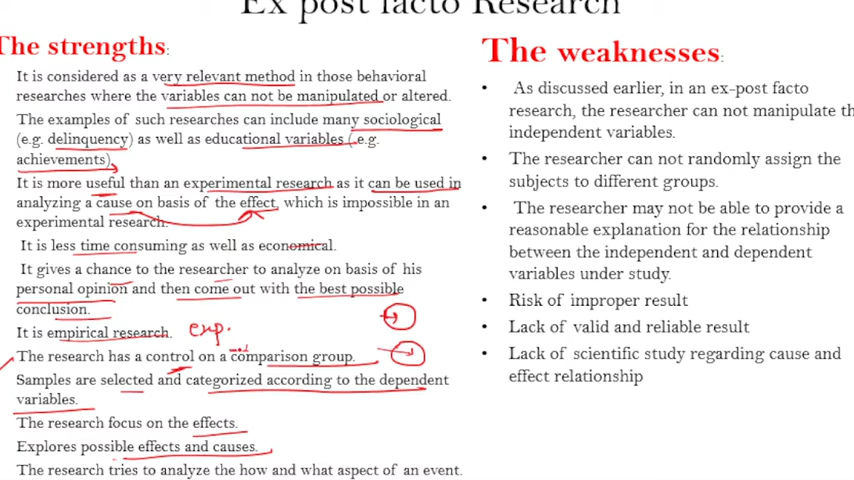 Ex post facto Research
The strengths:
It is considered as a very relevant method in those behavioral
researches where the variables can not be manipulated or altered.
The examples of such researches can include many sociological
(e.g. delinquency) as well as educational variables ( e.g.
achievements)
It is more useful than an experimental research as it can be used in
analyzing a cause on basis of the effect, which is impossible in an
experimental research.
It is less time consuming as well as economical.
It gives a chance to the researcher to analyze on basis of his
personal opinion and then come out with the best possible
conclusion.
It is empirical research. exp.
The research has a control on a comparison group.
Samples are selected and categorized according to the dependent
variables.
The research focus on the effects.
Explores possible effects and causes.
The research tries to analyze the how and what aspect of an event.
The weaknesses:
• As discussed earlier, in an ex-post facto
research, the researcher can not manipulate th
independent variables.
• The researcher can not randomly assign the
subjects to different groups.
• The researcher may not be able to provide a
reasonable explanation for the relationship
between the independent and dependent
variables under study.
• Risk of improper result
• Lack of valid and reliable result
• Lack of scientific study regarding cause and
effect relationship